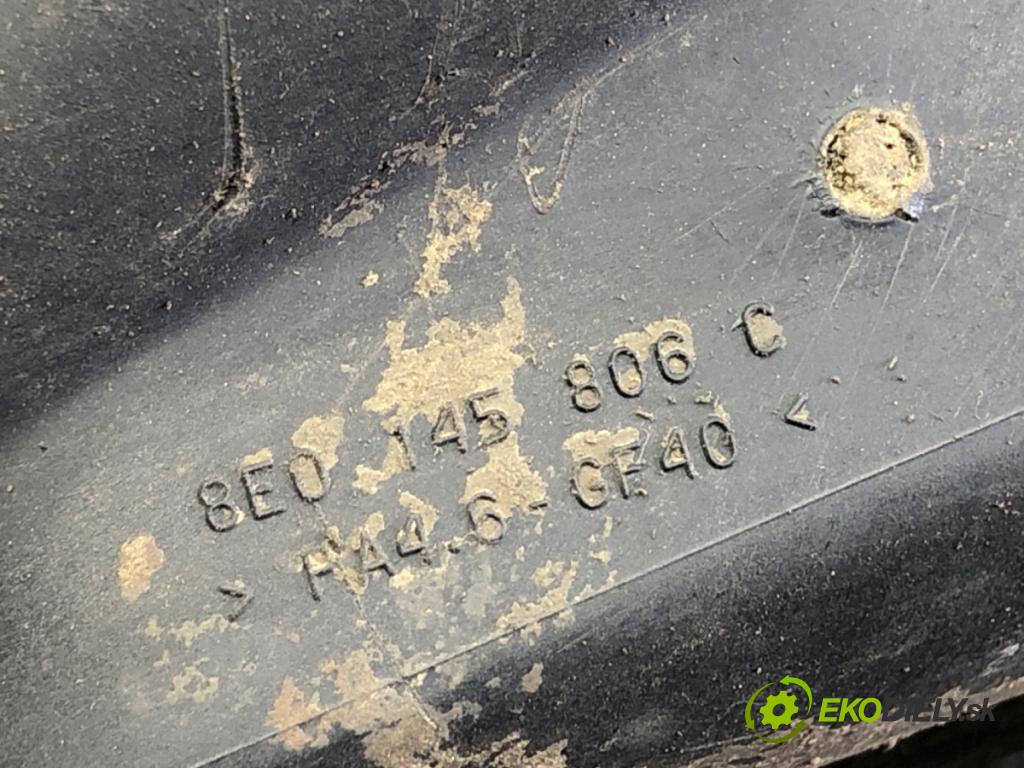 8E0 145 806 C
> PA4.6-GF40 <
EKODIELY.sk